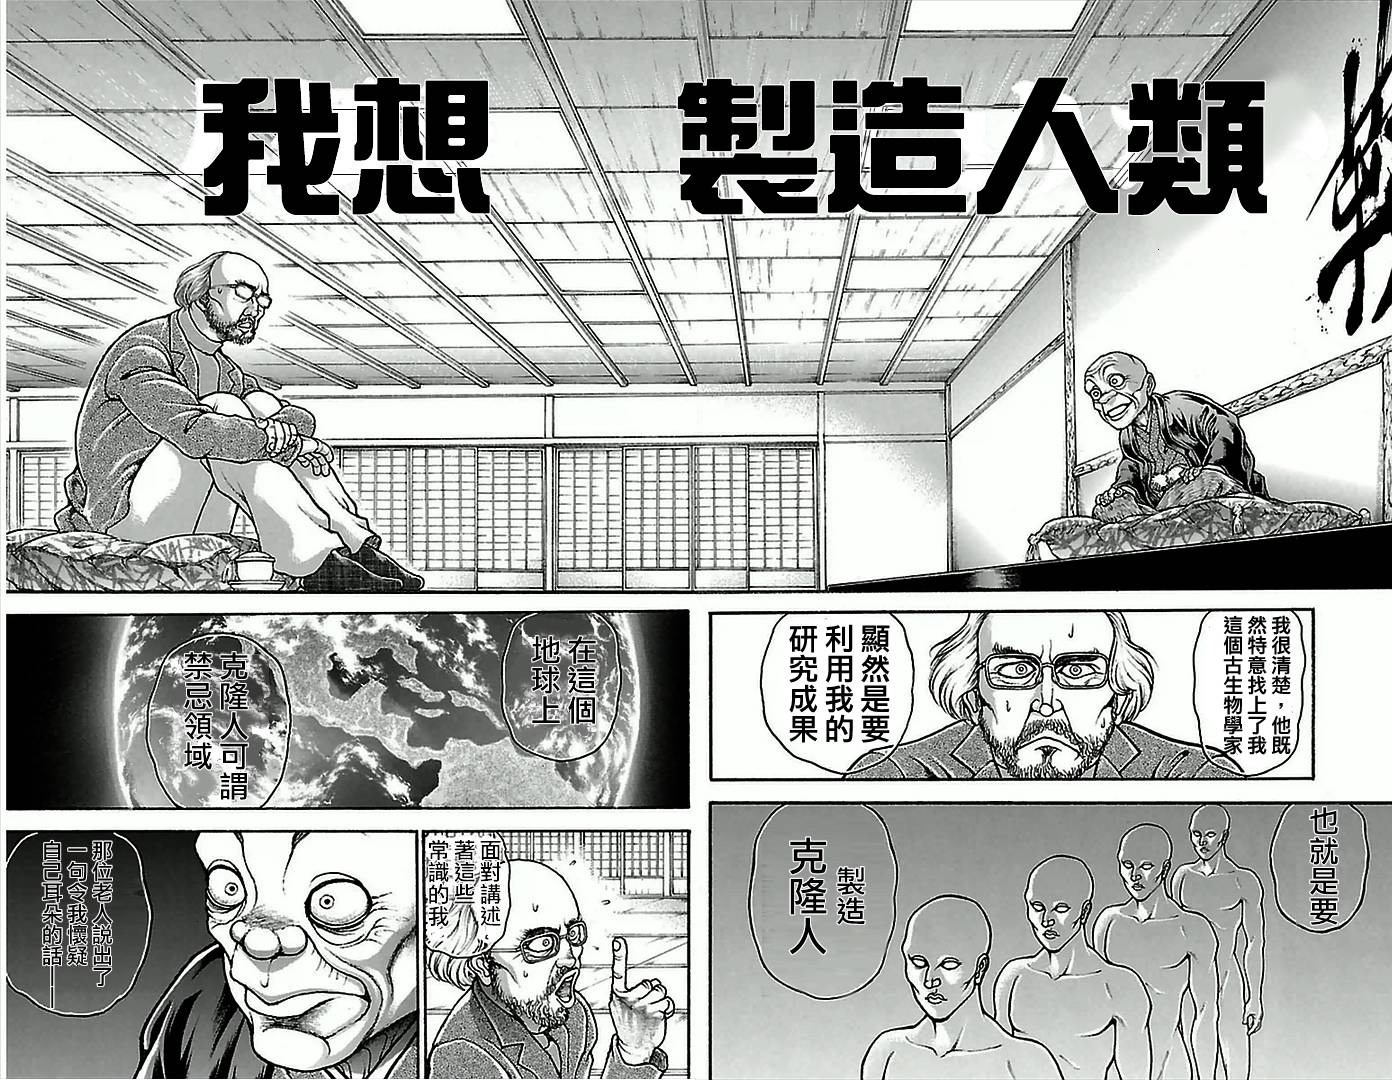 我想 製造人類
我很清楚，他既
然特意找上了我
這個古生物學家
顯然是要
利用我的
研究成果
也就是要
製造
克隆人
在這個
地球上
克隆人可謂
禁忌領域
面對講述
著這些
常識的我
那位老人說出了
一句令我懷疑
自己耳朵的話——